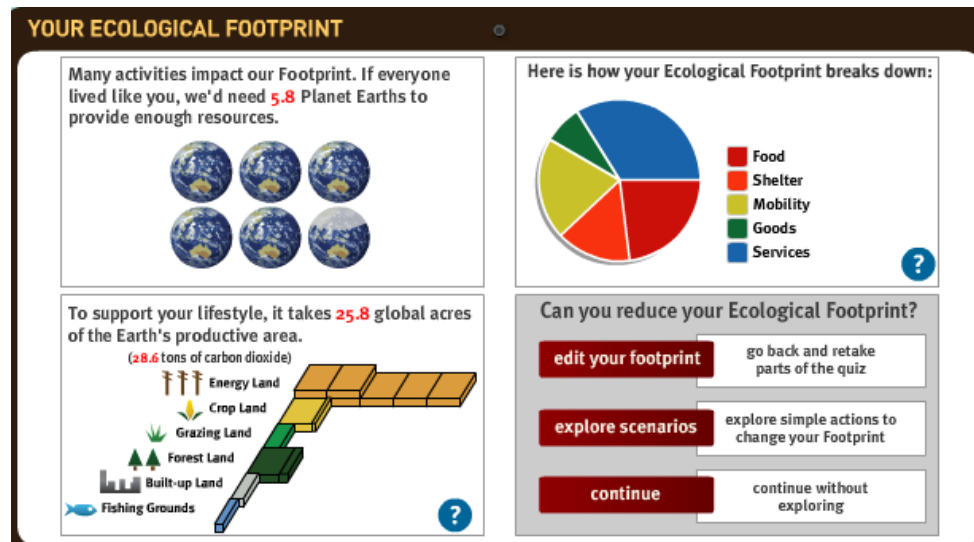 YOUR ECOLOGICAL FOOTPRINT
Many activities impact our Footprint. If everyone
lived like you, we'd need 5.8 Planet Earths to
provide enough resources.
Here is how your Ecological Footprint breaks down:
Food
Shelter
Mobility
Goods
Services
?
To support your lifestyle, it takes 25.8 global acres
of the Earth's productive area.
(28.6 tons of carbon dioxide)
Energy Land
Crop Land
Grazing Land
Forest Land
Built-up Land
Fishing Grounds
?
Can you reduce your Ecological Footprint?
edit your footprint
go back and retake
parts of the quiz
explore scenarios
explore simple actions to
change your Footprint
continue
continue without
exploring